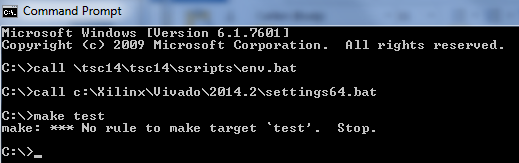 Command Prompt
Microsoft Windows [Version 6.1.7601]
Copyright (c) 2009 Microsoft Corporation.  All rights reserved.
C:\>call \tsc14\tsc14\scripts\env.bat
C:\>call c:\Xilinx\Vivado\2014.2\settings64.bat
C:\>make test
make: *** No rule to make target `test'.  Stop.
C:\>_